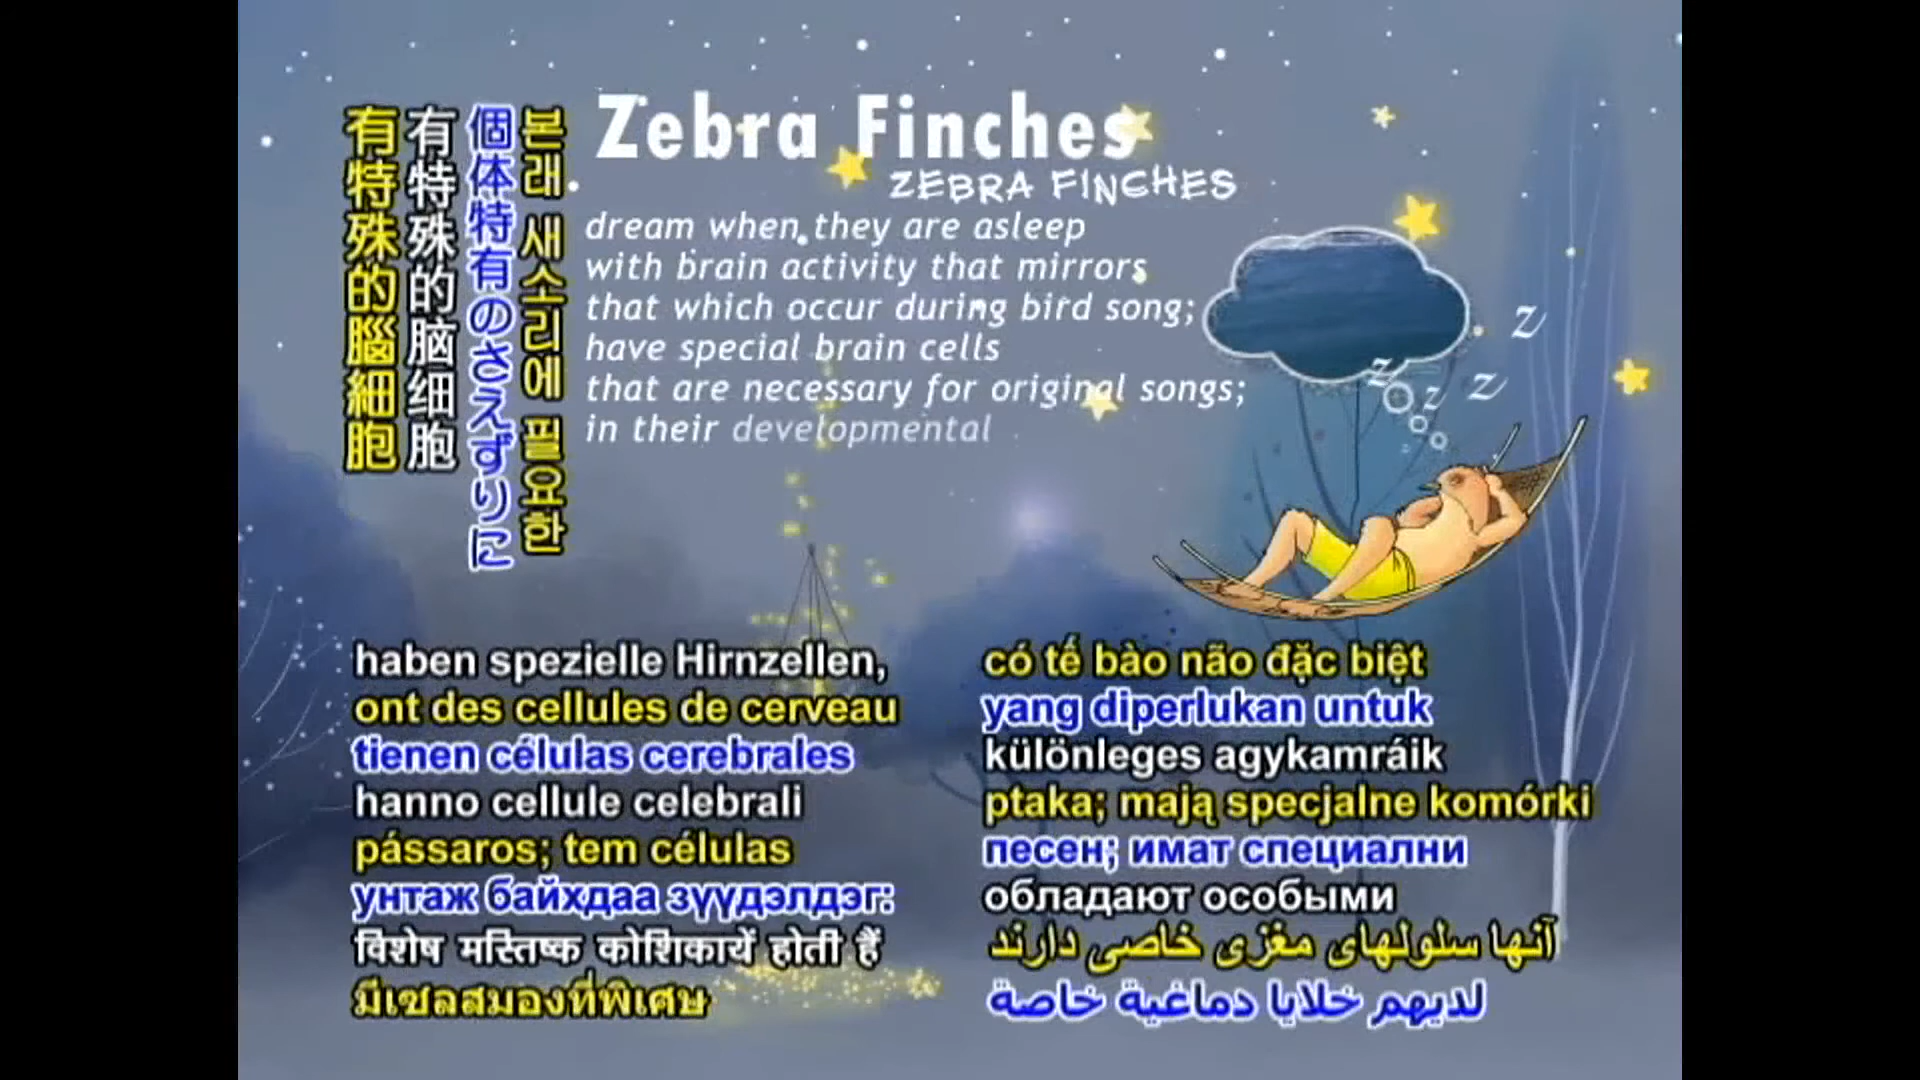 有特殊的腦細胞
有特殊的脑细胞
個体特有のさえずりに
본래 새소리에 필요한
Zebra Finches
ZEBRA FINCHES
dream when they are asleep
with brain activity that mirrors
that which occur during bird song;
have special brain cells
that are necessary for original songs;
in their developmental
z
z
z
z
haben spezielle Hirnzellen,
ont des cellules de cerveau
tienen células cerebrales
hanno cellule celebrali
pássaros; tem células
унтаж байхдаа зүүдэлдэг:
विशेष मस्तिष्क कोशिकायें होती हैं
มีเซลสมองที่พิเศษ
có tế bào não đặc biệt
yang diperlukan untuk
különleges agykamráik
ptaka; mają specjalne komórki
песен; имат специални
обладают особыми
آنها سلولهای مغزی خاصی دارند
لديهم خلايا دماغية خاصة